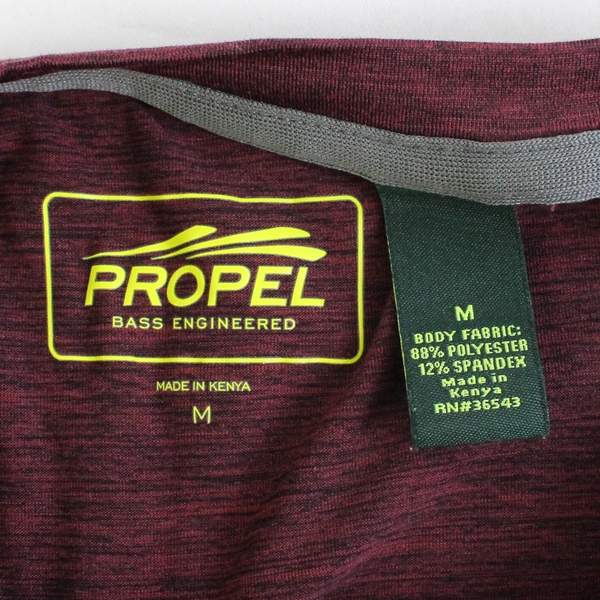 PROPEL
BASS ENGINEERED
MADE IN KENYA
M
M
BODY FABRIC:
88% POLYESTER
12% SPANDEX
Made in
Kenya
RN#36543